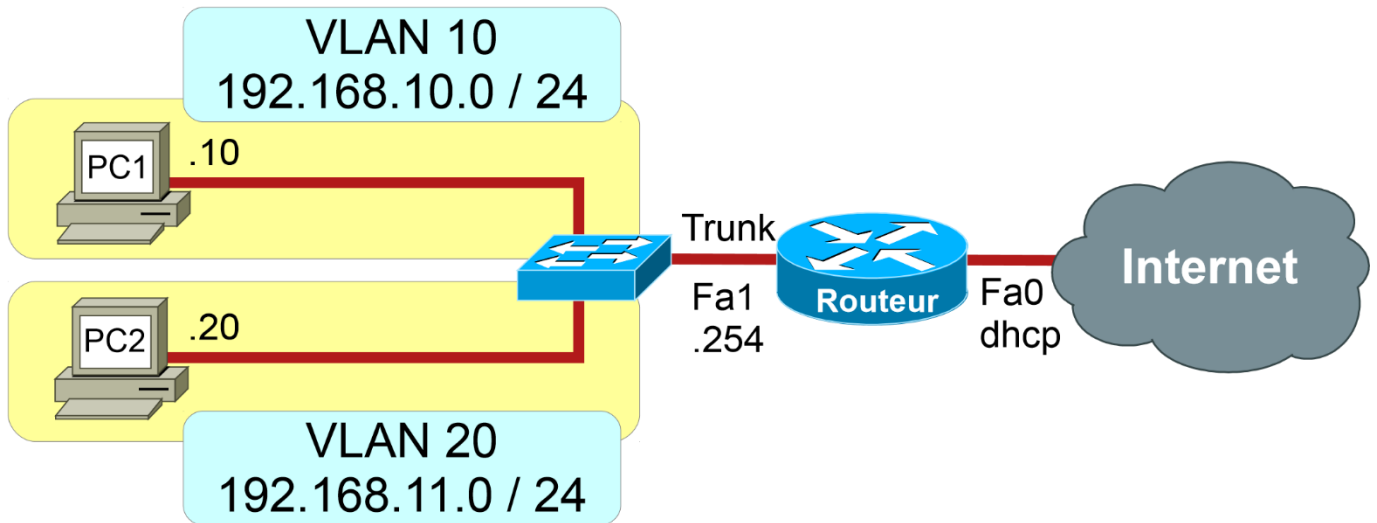 VLAN 10
192.168.10.0 / 24
PC1
.10
Trunk
Fa1
.254
Routeur
Fa0
dhcp
Internet
PC2
.20
VLAN 20
192.168.11.0 / 24